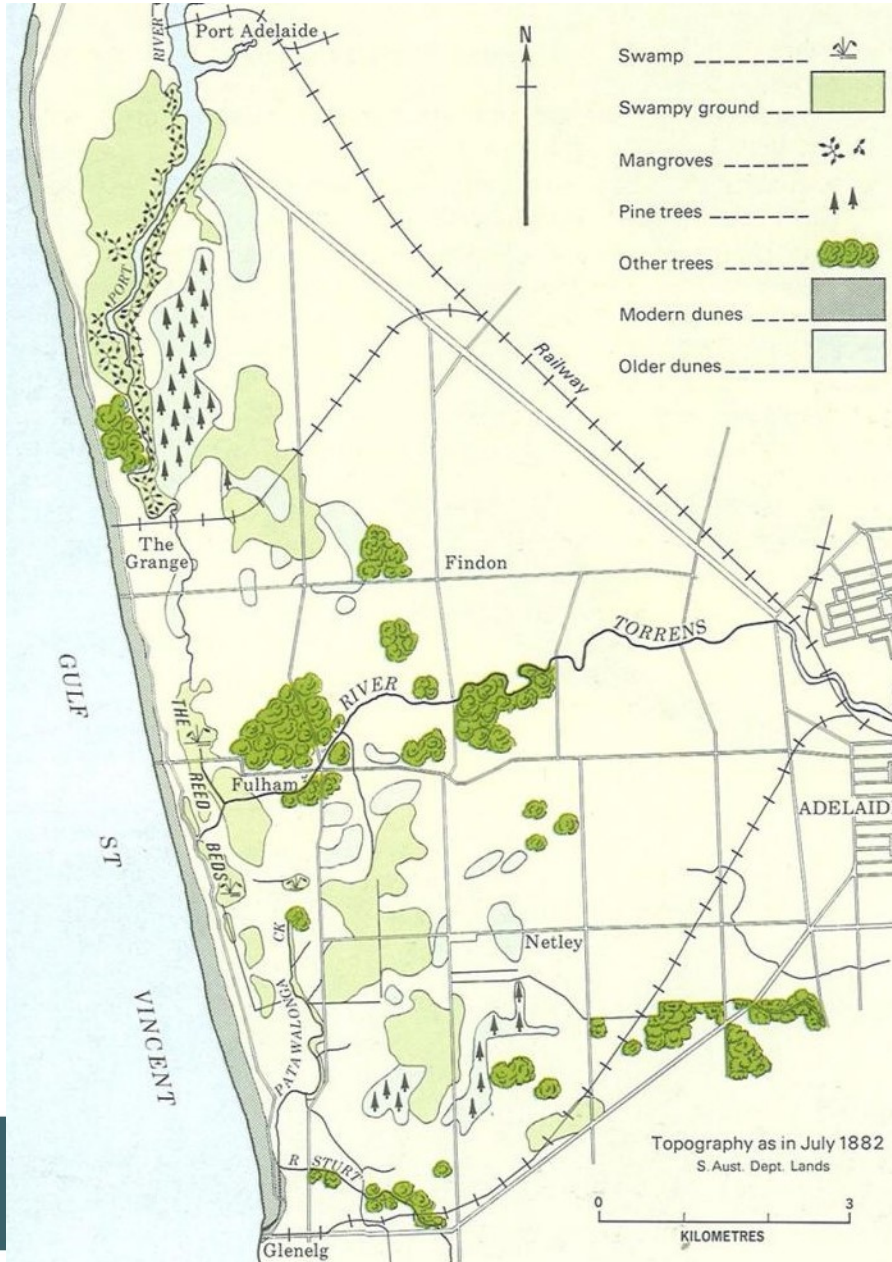 RIVER
Port Adelaide
N
Swamp
Swampy ground
Mangroves
Pine trees
Other trees
Modern dunes
Older dunes
PORT
Railway
The
Grange
Findon
TORRENS
RIVER
GULF
ST
VINCENT
THE
REED
BEDS
Fulham
ADELAID
CK
PATAWALONGA
Netley
R STURT
Glenelg
Topography as in July 1882
S. Aust. Dept. Lands
0 3
KILOMETRES